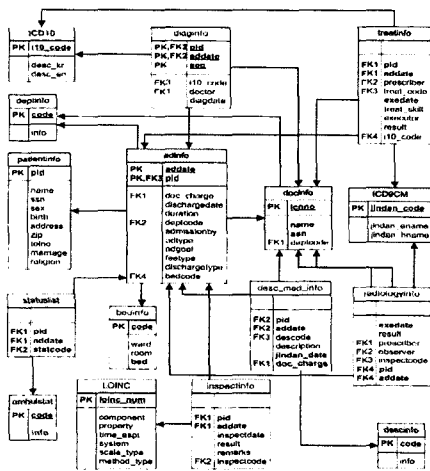 ICD10
PK i10_code
desc_kr
desc_en
diaginfo
PK,FK2 pid
PK,FK2 addate
PK seq
FK3 i10_code
FK1 doctor
diagdate
treatinfo
FK1 pid
FK1 addate
FK2 prescriber
FK3 treat_code
exedate
treat_skill
executor
result
FK4 i10_code
deptinfo
PK code
info
patientinfo
PK pid
name
ssn
sex
birth
address
zip
telno
marriage
religion
adinfo
PK addate
PK,FK3 pid
FK1 doc_charge
dischargedate
duration
FK2 deptcode
admissionby
adtype
adgoal
feetype
dischargetype
FK4 bedcode
docinfo
PK
name
ssn
FK1 deptcode
ICD9CM
PK jindan_code
jindan_ename
jindan_hname
statuslist
FK1 pid
FK1 addate
FK2 statcode
bedinfo
PK code
ward
room
bed
desc_med_info
FK2 pid
FK2 addate
FK3 descode
description
jindan_date
FK1 doc_charge
radiologyinfo
exedate
result
FK1 prescriber
FK2 observer
FK3 inspectcode
FK4 pid
FK4 addate
ambulstat
PK code
info
LOINC
PK loinc_num
component
property
time_aspt
system
scale_type
method_type
inspectinfo
FK1 pid
FK1 addate
inspectdate
result
remarks
FK2 inspectcode
descinfo
PK code
info